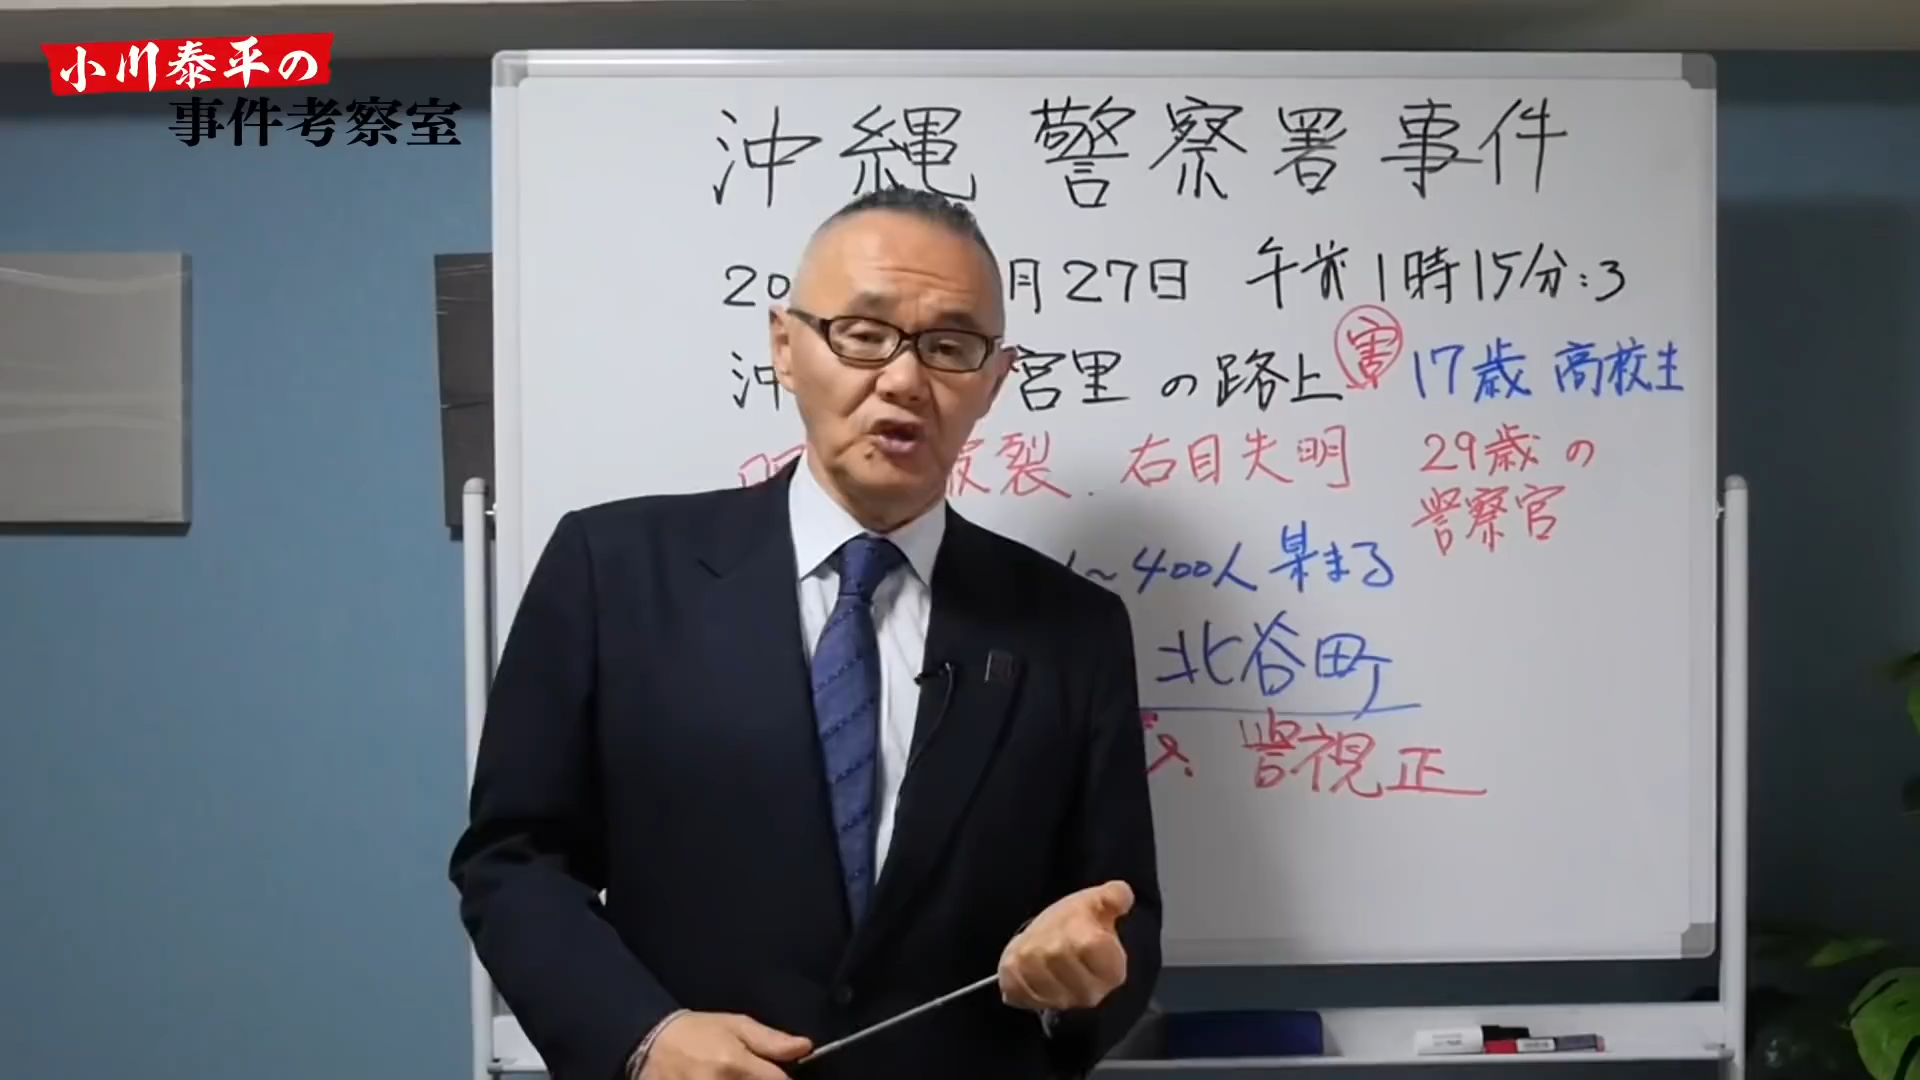 小川泰平の
事件考察室
沖縄警察署事件
20 月27日 午前1時15分:3
沖 宮里の路上 害 17歳 高校生
破裂. 右目失明 29歳の
警察官
~400人集まる
北谷町
警視正